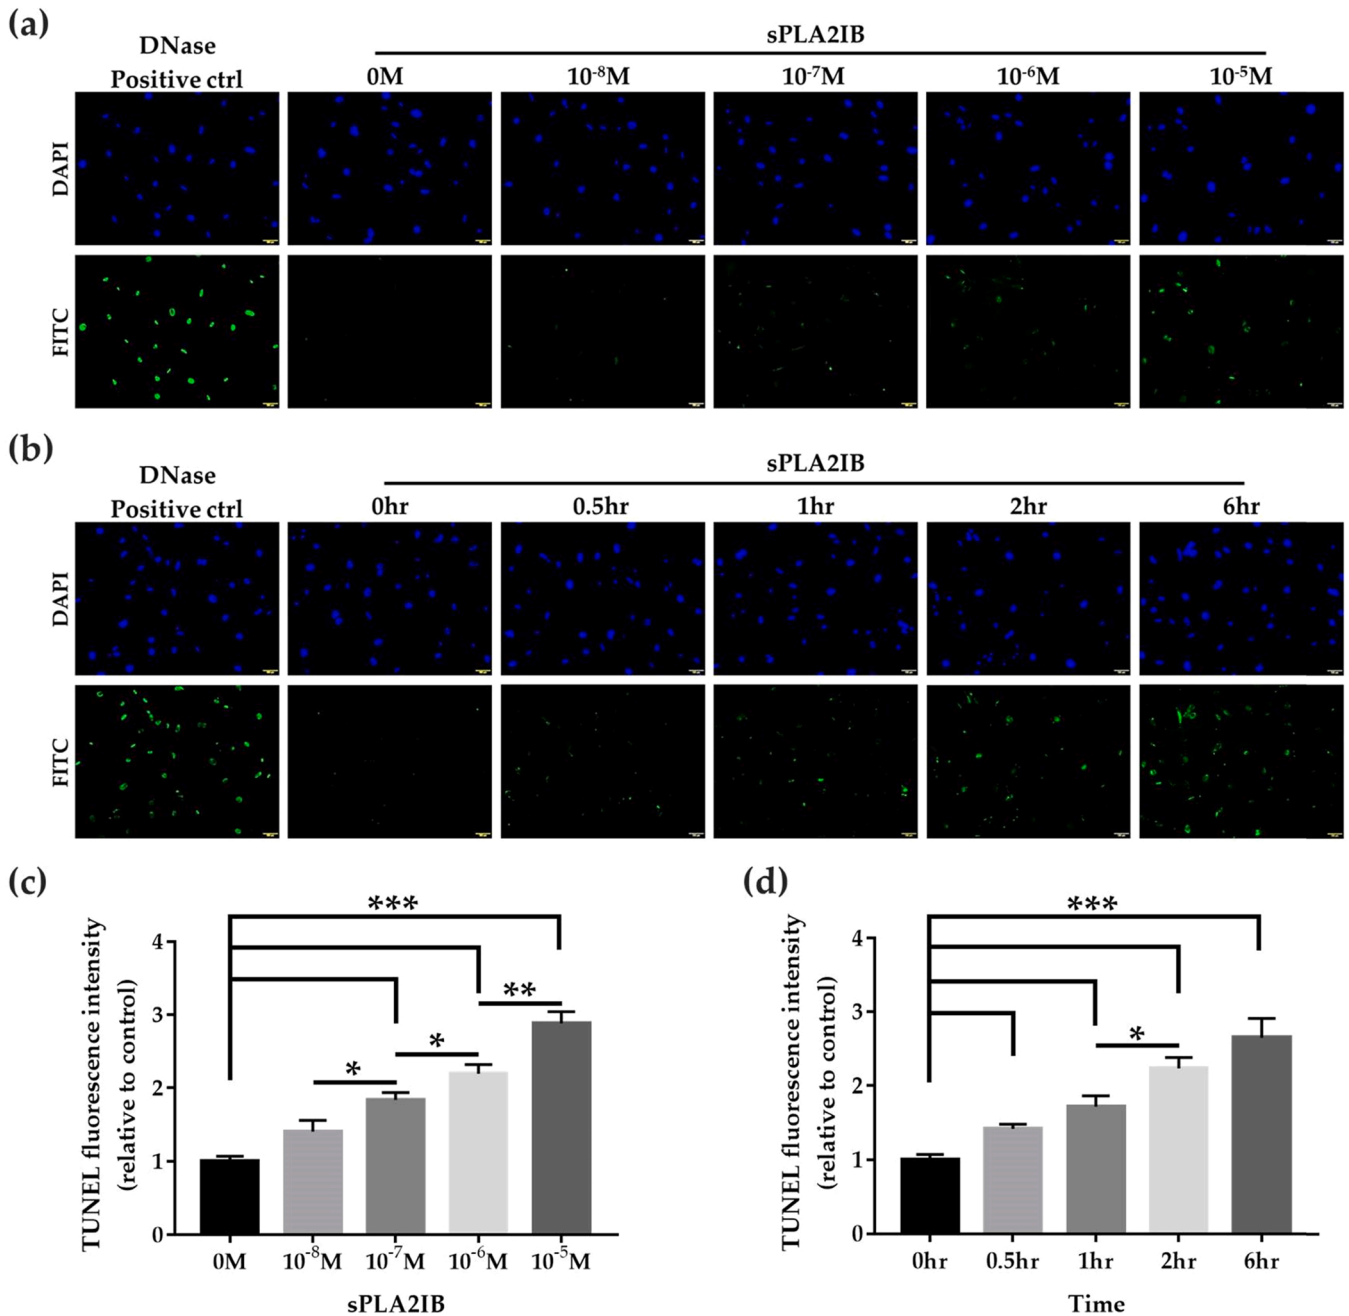 (a)
DNase
Positive ctrl
sPLA2IB
0M 10⁻⁸M 10⁻⁷M 10⁻⁶M 10⁻⁵M
DAPI
FITC
(b)
DNase
Positive ctrl
sPLA2IB
0hr 0.5hr 1hr 2hr 6hr
DAPI
FITC
(c)
TUNEL fluorescence intensity
(relative to control)
4
3
2
1
0
***
**
*
*
0M 10⁻⁸M 10⁻⁷M 10⁻⁶M 10⁻⁵M
sPLA2IB
(d)
TUNEL fluorescence intensity
(relative to control)
4
3
2
1
0
***
*
0hr 0.5hr 1hr 2hr 6hr
Time